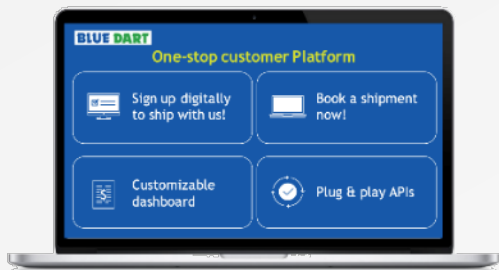 BLUE DART
One-stop customer Platform
Sign up digitally
to ship with us!
Book a shipment
now!
Customizable
dashboard
Plug & play APIs